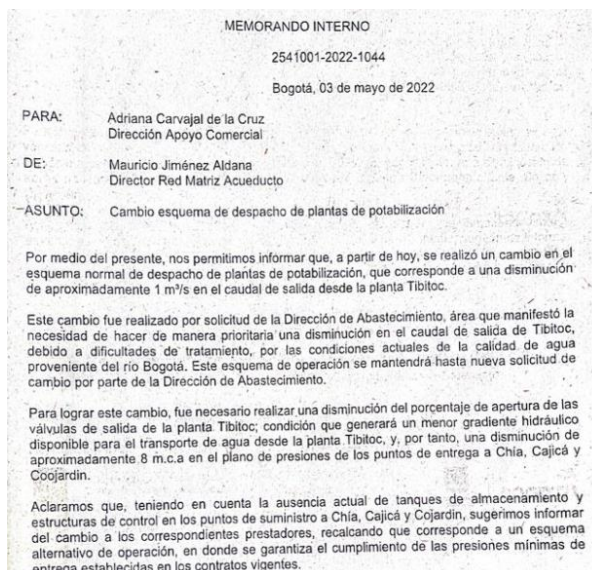 MEMORANDO INTERNO
2541001-2022-1044
Bogotá, 03 de mayo de 2022
PARA: Adriana Carvajal de la Cruz
Dirección Apoyo Comercial
DE: Mauricio Jiménez Aldana
Director Red Matriz Acueducto
ASUNTO: Cambio esquema de despacho de plantas de potabilización
Por medio del presente, nos permitimos informar que, a partir de hoy, se realizó un cambio en el
esquema normal de despacho de plantas de potabilización, que corresponde a una disminución
de aproximadamente 1 m³/s en el caudal de salida desde la planta Tibitoc.
Este cambio fue realizado por solicitud de la Dirección de Abastecimiento, área que manifestó la
necesidad de hacer de manera prioritaria una disminución en el caudal de salida de Tibitoc,
debido a dificultades de tratamiento, por las condiciones actuales de la calidad de agua
proveniente del río Bogotá. Este esquema de operación se mantendrá hasta nueva solicitud de
cambio por parte de la Dirección de Abastecimiento.
Para lograr este cambio, fue necesario realizar una disminución del porcentaje de apertura de las
válvulas de salida de la planta Tibitoc; condición que generará un menor gradiente hidráulico
disponible para el transporte de agua desde la planta Tibitoc, y, por tanto, una disminución de
aproximadamente 8 m.c.a en el plano de presiones de los puntos de entrega a Chía, Cajicá y
Coojardin.
Aclaramos que, teniendo en cuenta la ausencia actual de tanques de almacenamiento y
estructuras de control en los puntos de suministro a Chía, Cajicá y Cojardin, sugerimos informar
del cambio a los correspondientes prestadores, recalcando que corresponde a un esquema
alternativo de operación, en donde se garantiza el cumplimiento de las presiones mínimas de
entrega establecidas en los contratos vigentes.